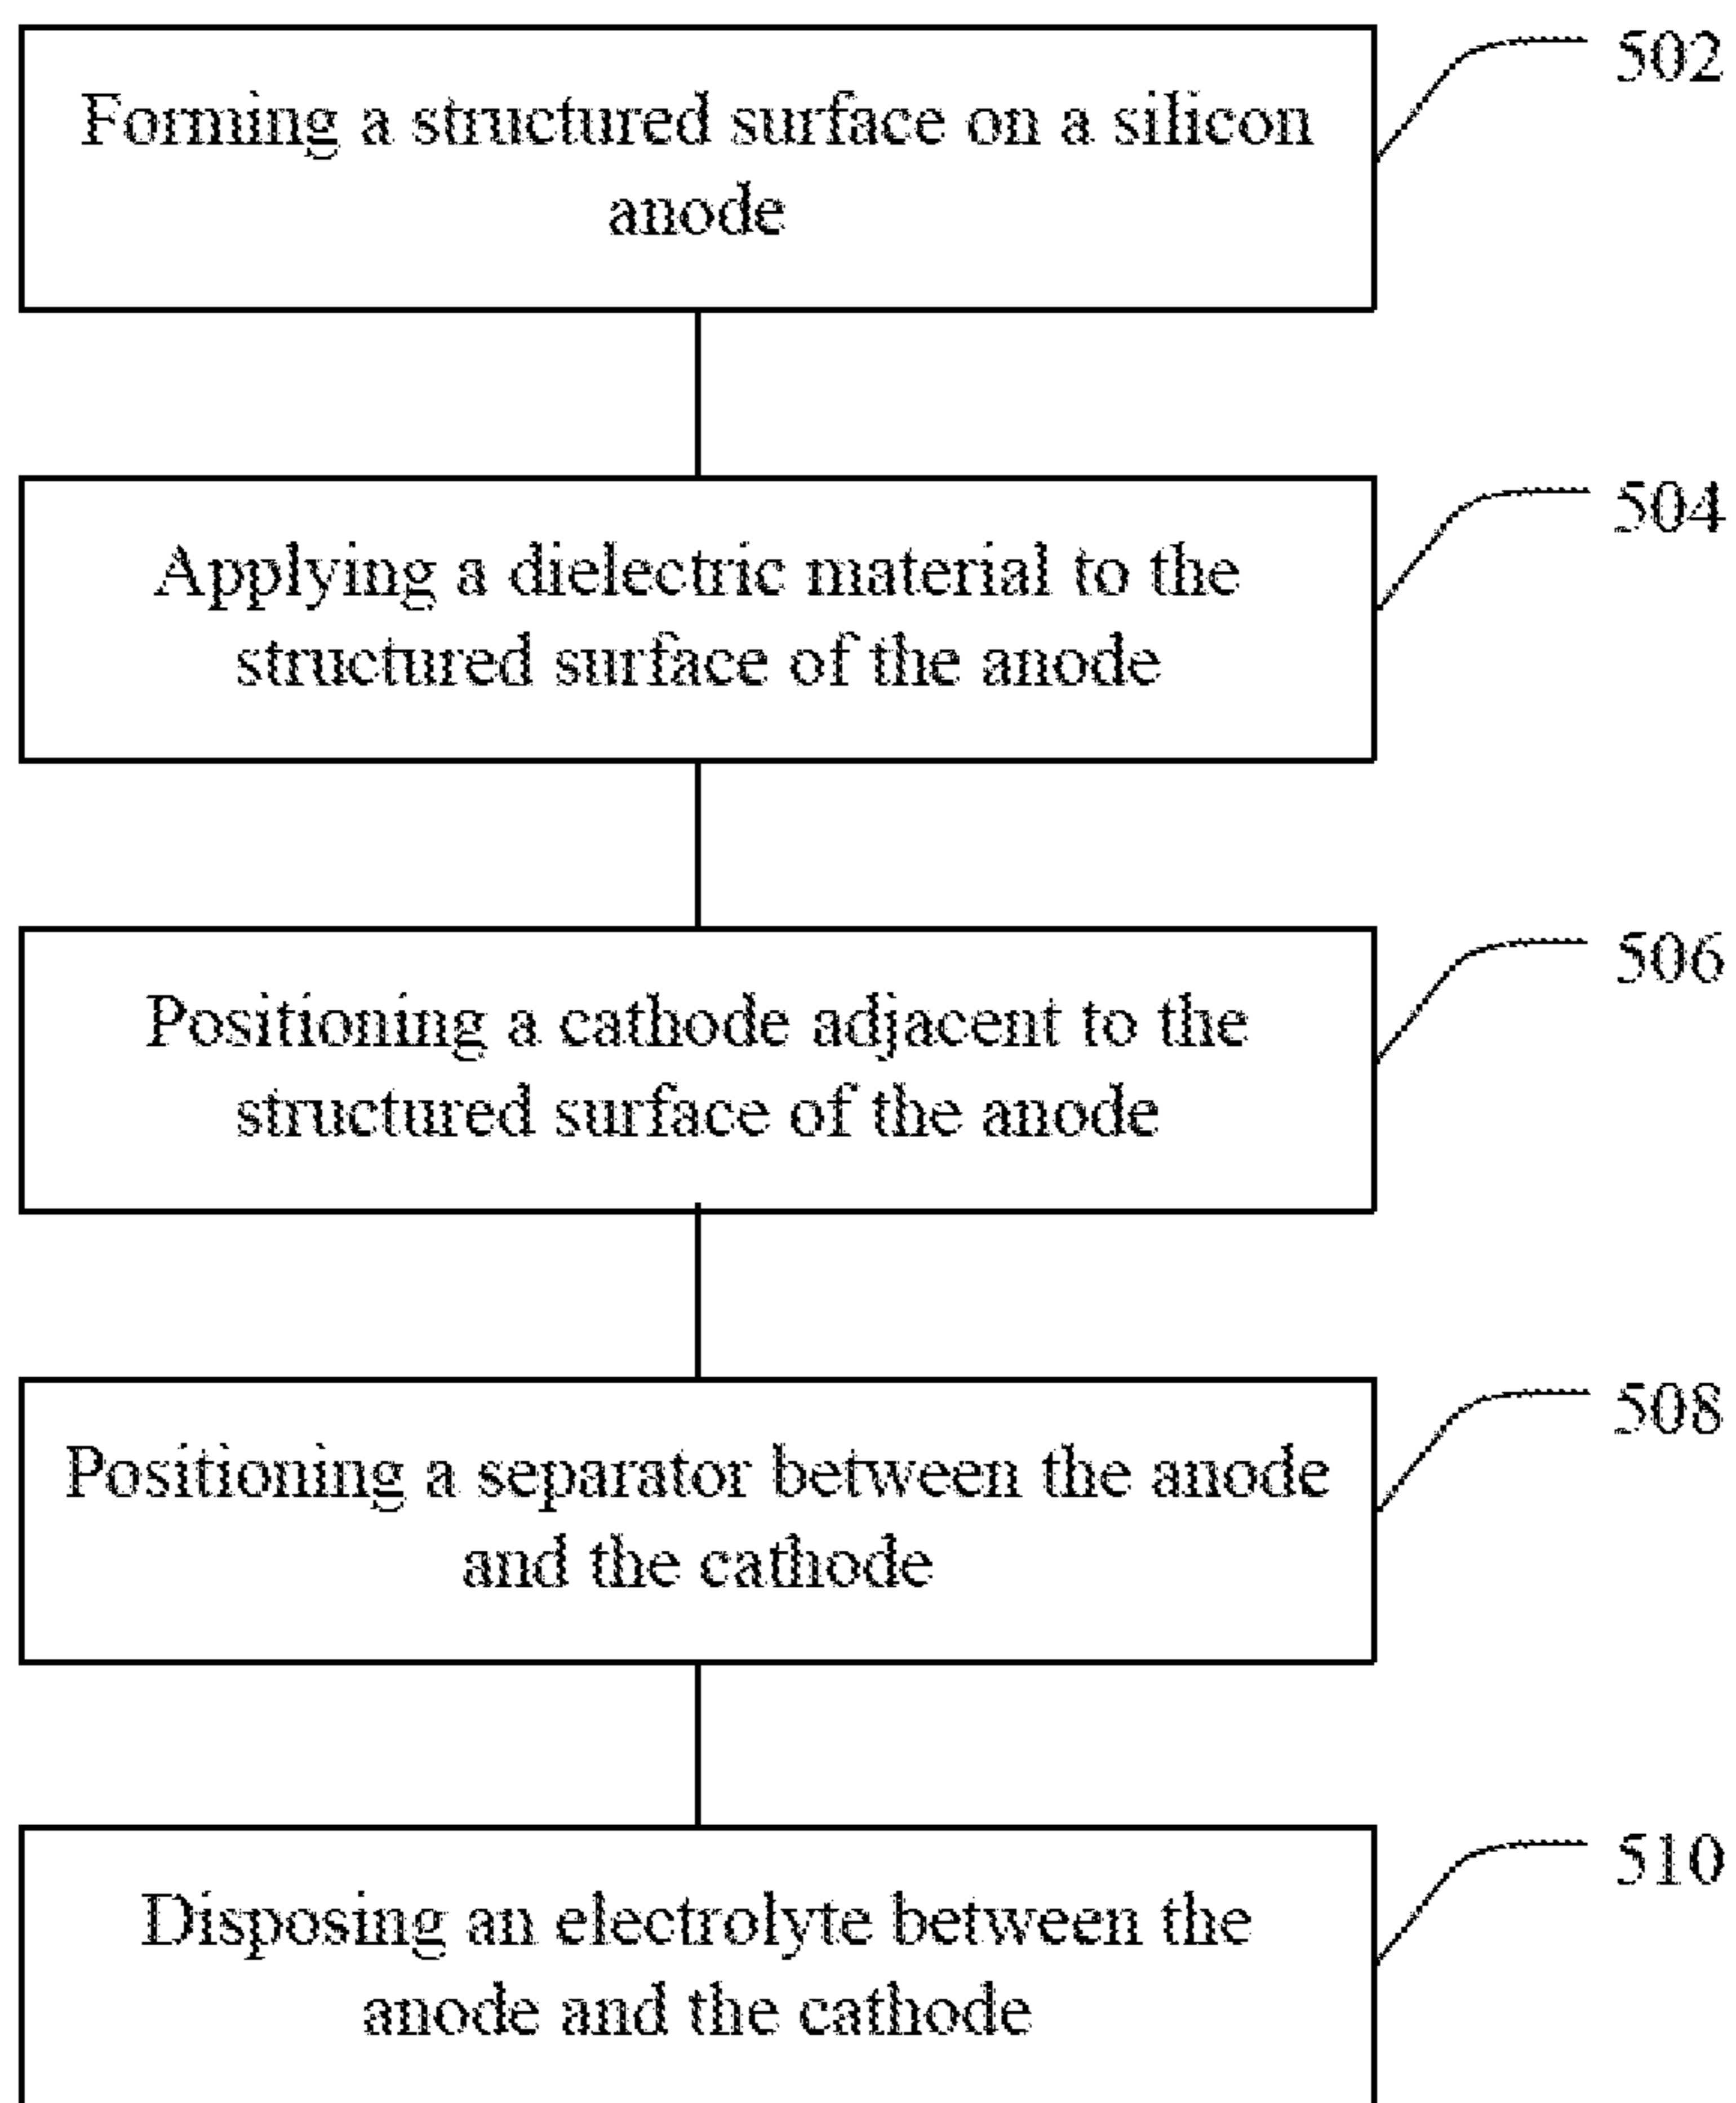 Forming a structured surface on a silicon
anode
502
Applying a dielectric material to the
structured surface of the anode
504
Positioning a cathode adjacent to the
structured surface of the anode
506
Positioning a separator between the anode
and the cathode
508
Disposing an electrolyte between the
anode and the cathode
510